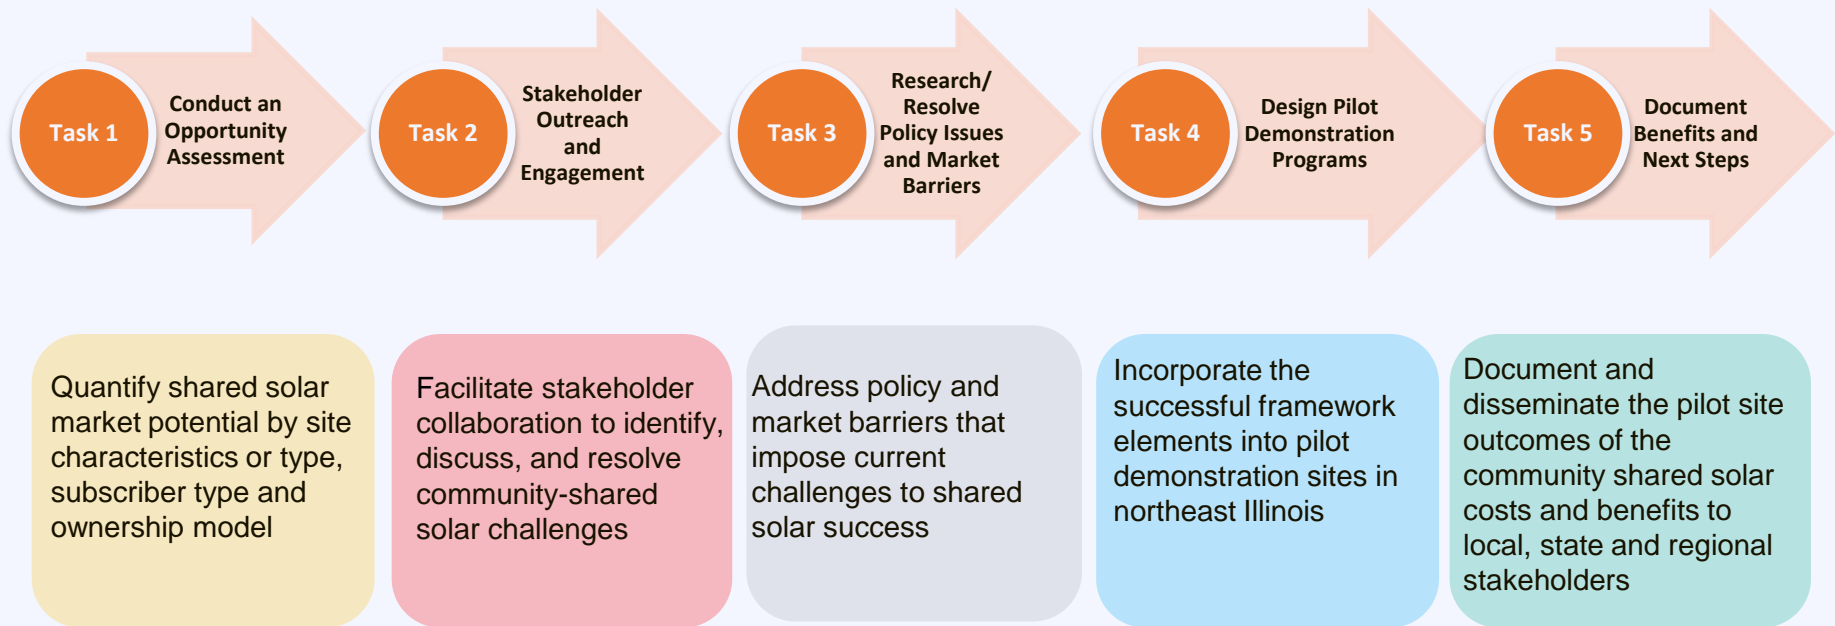 Task 1
Conduct an
Opportunity
Assessment
Task 2
Stakeholder
Outreach
and
Engagement
Task 3
Research/
Resolve
Policy Issues
and Market
Barriers
Task 4
Design Pilot
Demonstration
Programs
Task 5
Document
Benefits and
Next Steps
Quantify shared solar
market potential by site
characteristics or type,
subscriber type and
ownership model
Facilitate stakeholder
collaboration to identify,
discuss, and resolve
community-shared
solar challenges
Address policy and
market barriers that
impose current
challenges to shared
solar success
Incorporate the
successful framework
elements into pilot
demonstration sites in
northeast Illinois
Document and
disseminate the pilot site
outcomes of the
community shared solar
costs and benefits to
local, state and regional
stakeholders